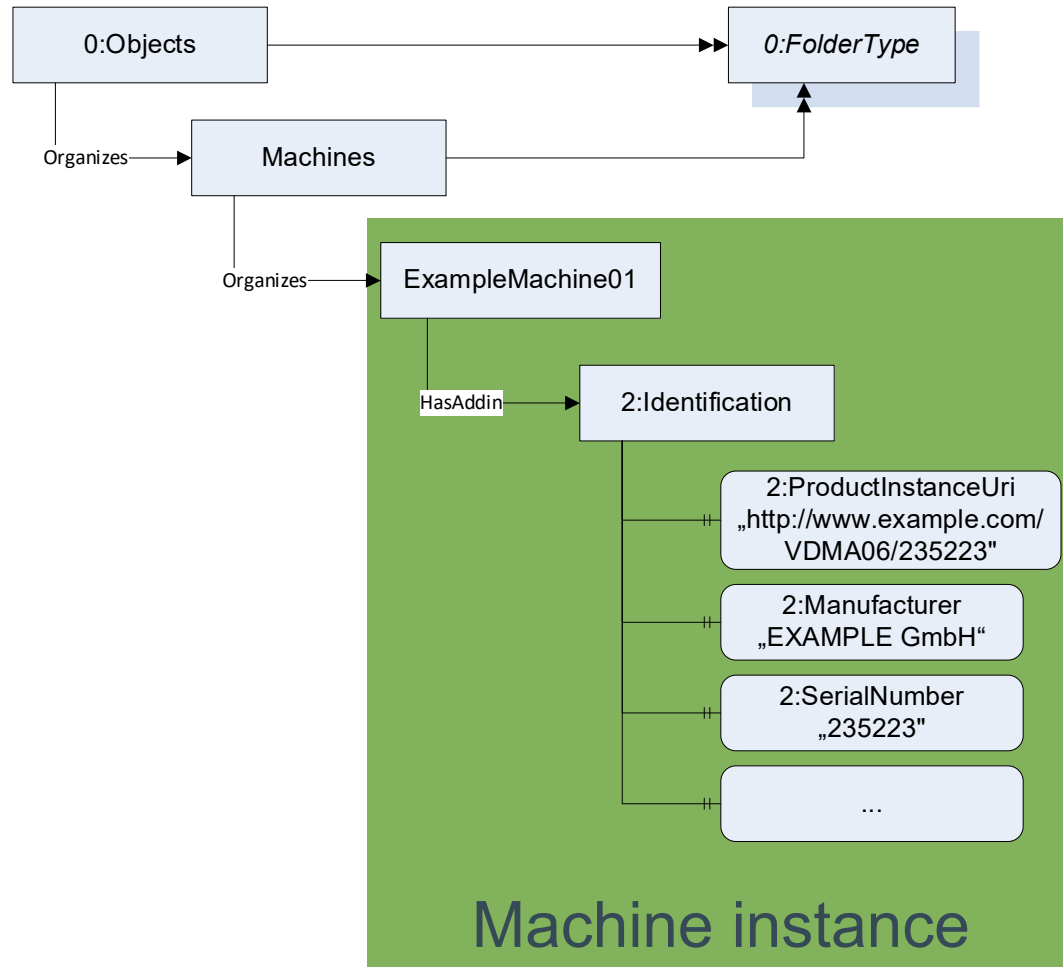 0:Objects
0:FolderType
Organizes
Machines
Organizes
ExampleMachine01
HasAddin
2:Identification
2:ProductInstanceUri
„http://www.example.com/
VDMA06/235223"
2:Manufacturer
„EXAMPLE GmbH“
2:SerialNumber
„235223"
...
Machine instance